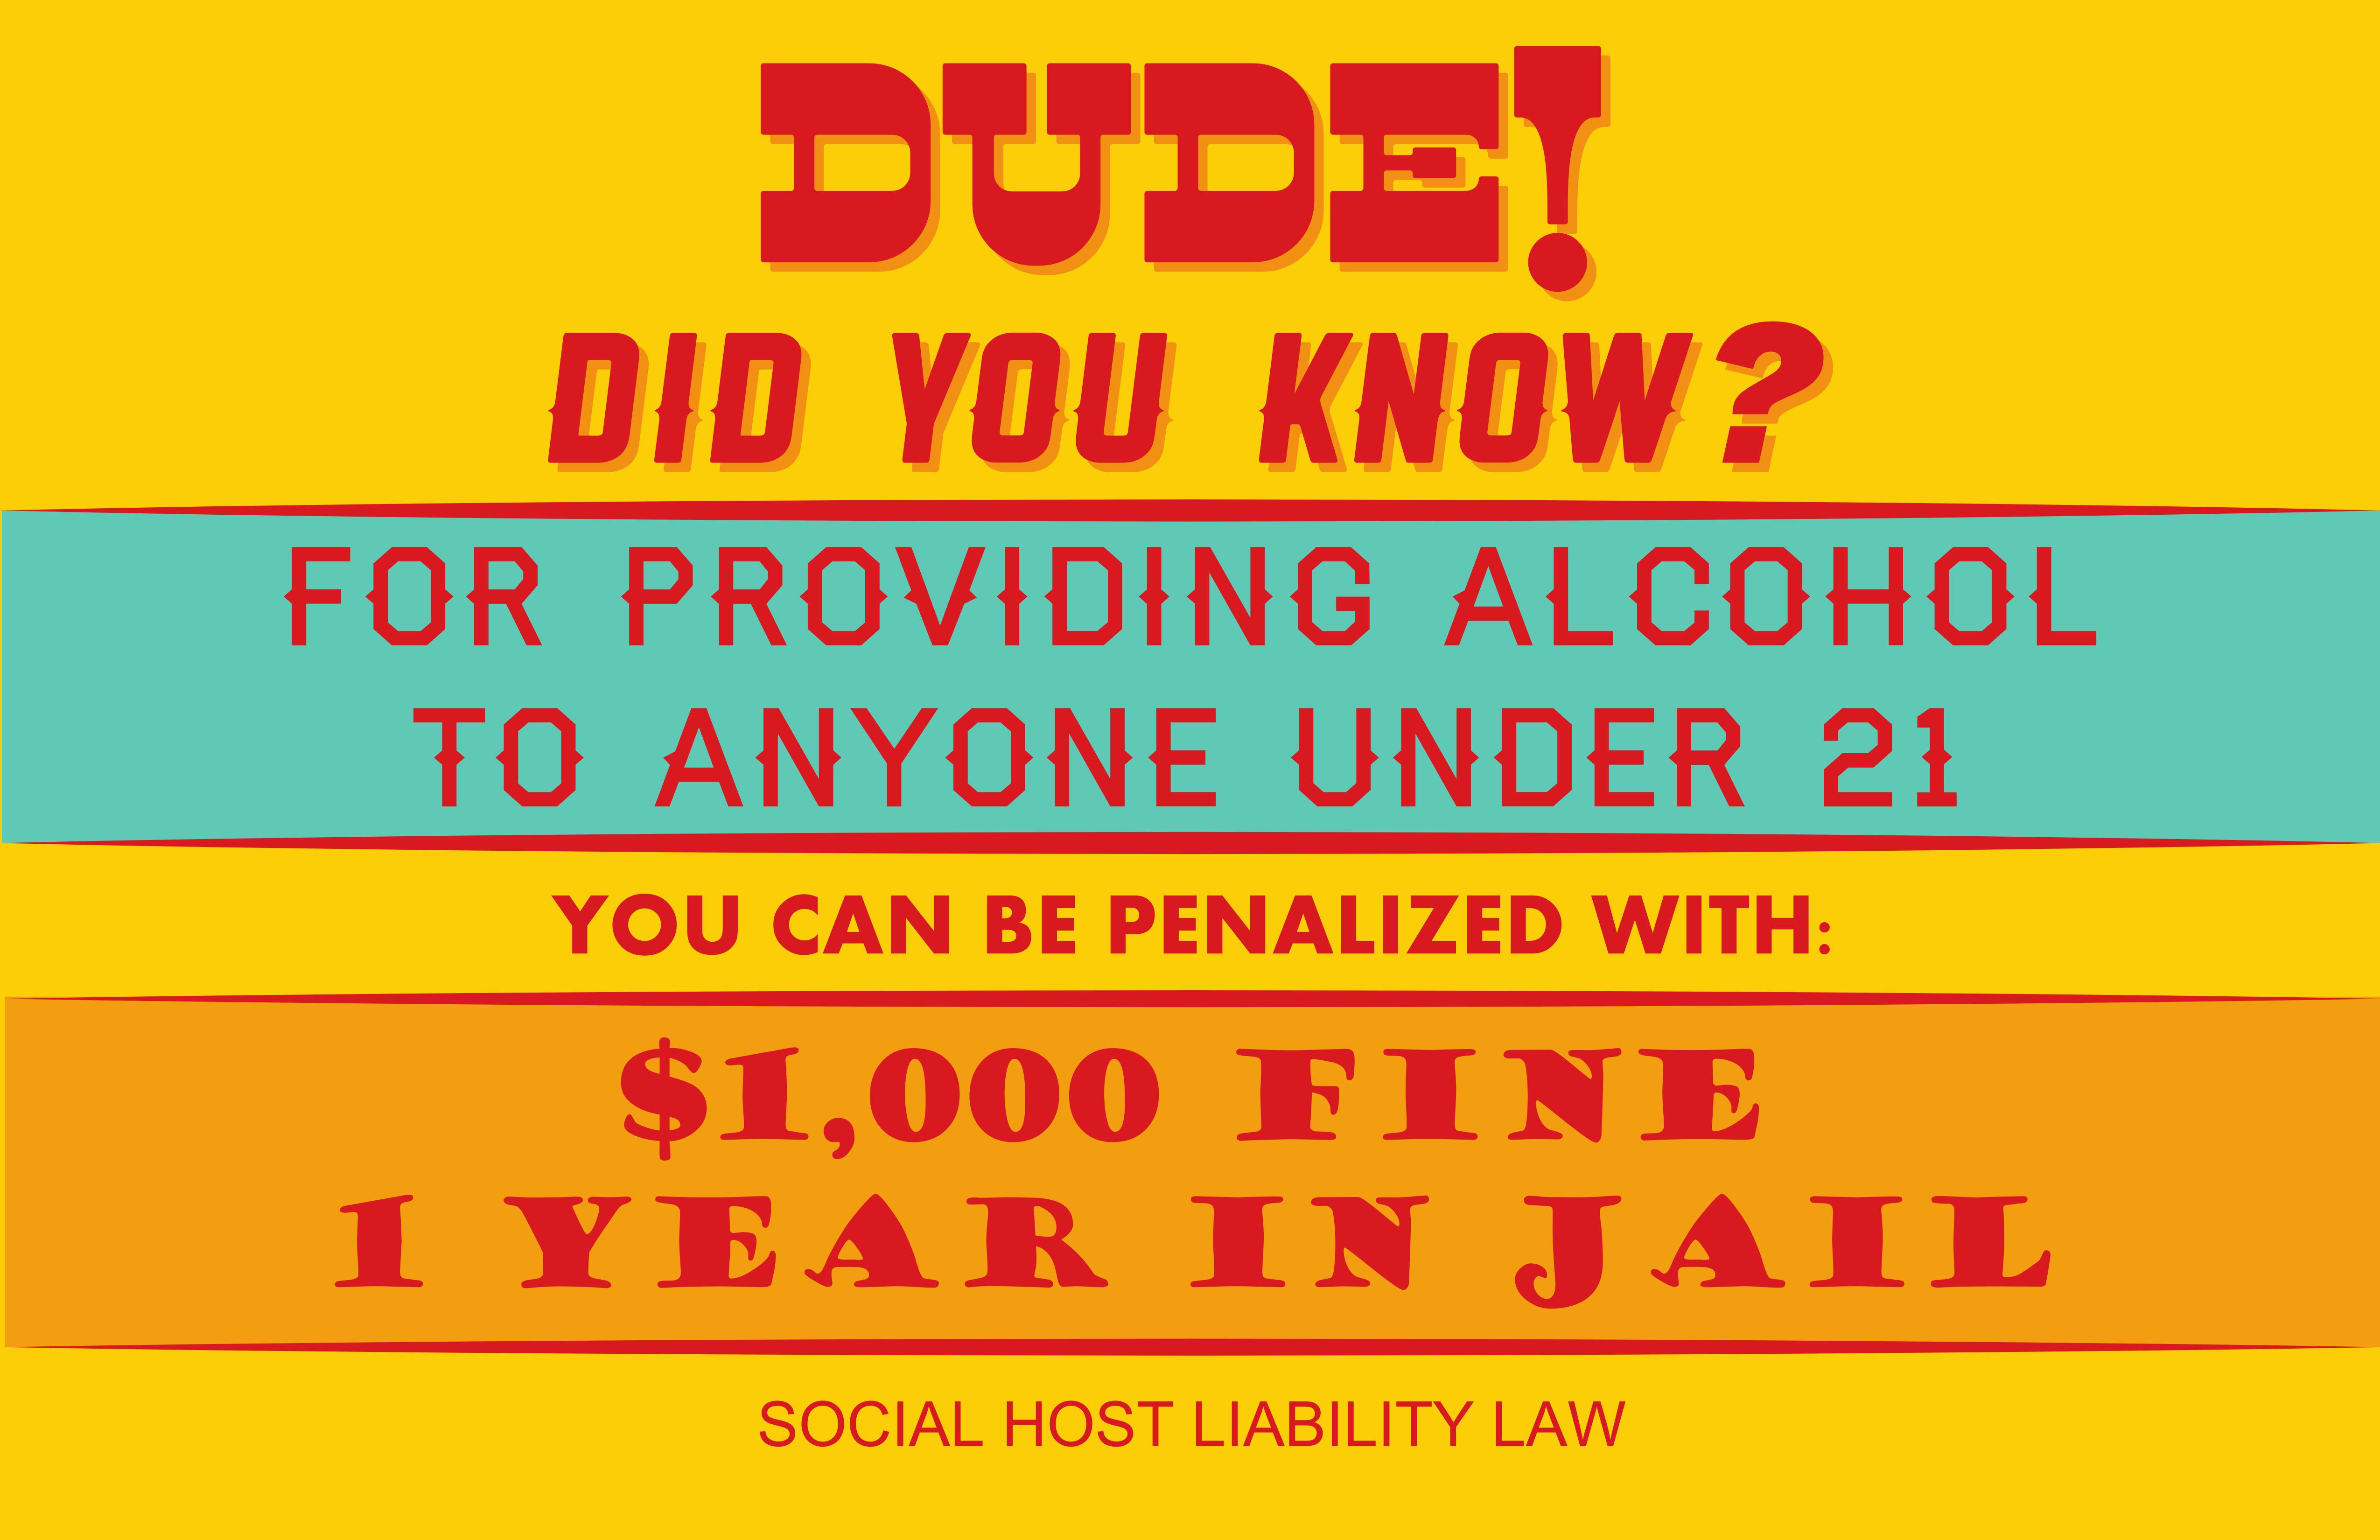 DUDE!
DID YOU KNOW?
FOR PROVIDING ALCOHOL
TO ANYONE UNDER 21
YOU CAN BE PENALIZED WITH:
$1,000 FINE
1 YEAR IN JAIL
SOCIAL HOST LIABILITY LAW